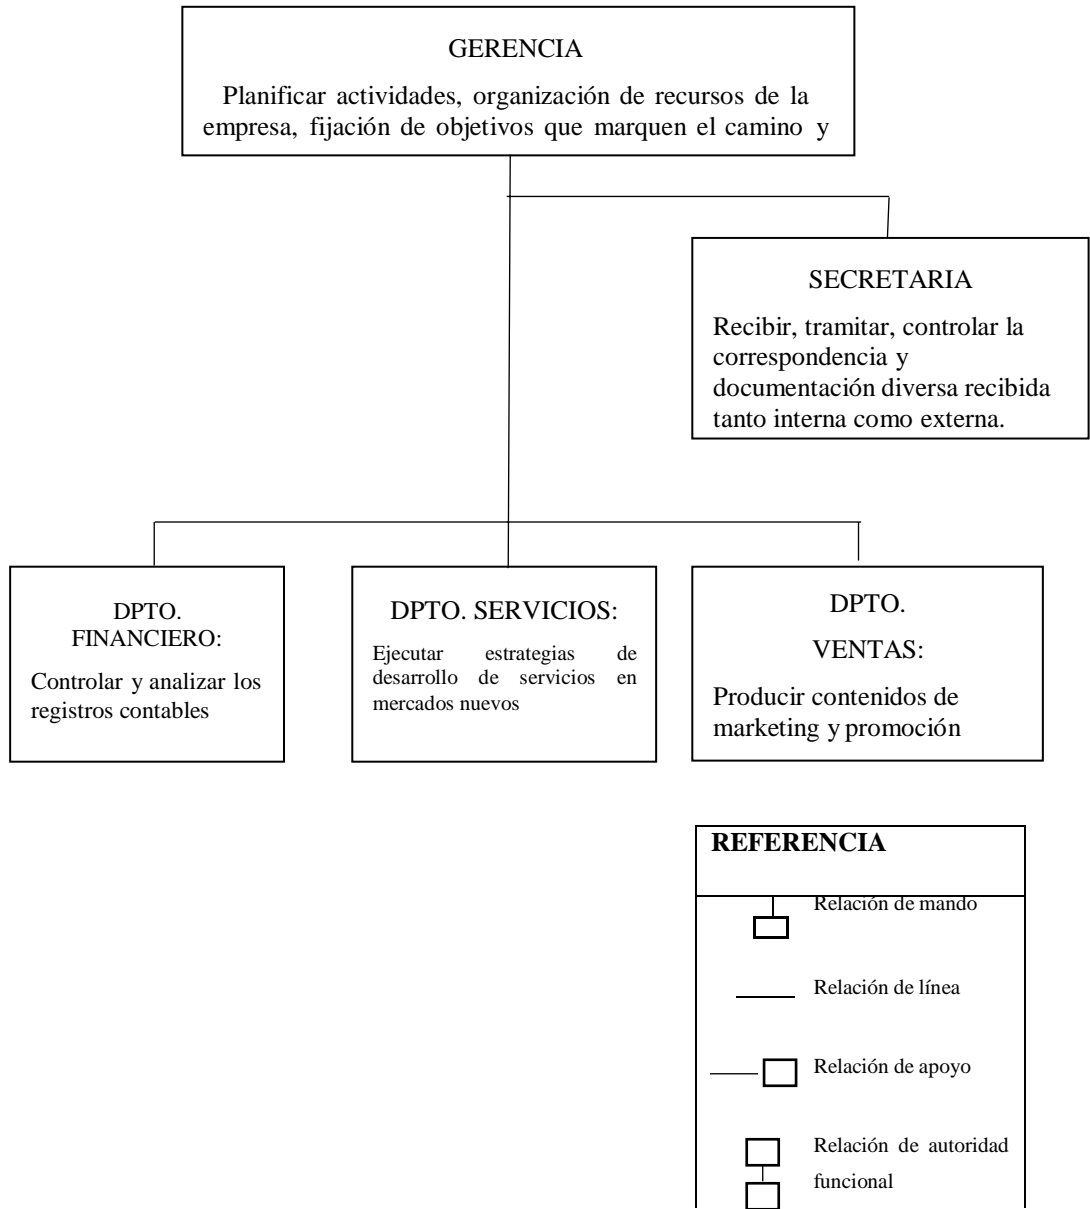 GERENCIA
Planificar actividades, organización de recursos de la
empresa, fijación de objetivos que marquen el camino y
SECRETARIA
Recibir, tramitar, controlar la
correspondencia y
documentación diversa recibida
tanto interna como externa.
DPTO.
FINANCIERO:
Controlar y analizar los
registros contables
DPTO. SERVICIOS:
Ejecutar estrategias de
desarrollo de servicios en
mercados nuevos
DPTO.
VENTAS:
Producir contenidos de
marketing y promoción
REFERENCIA
Relación de mando
Relación de línea
Relación de apoyo
Relación de autoridad
funcional